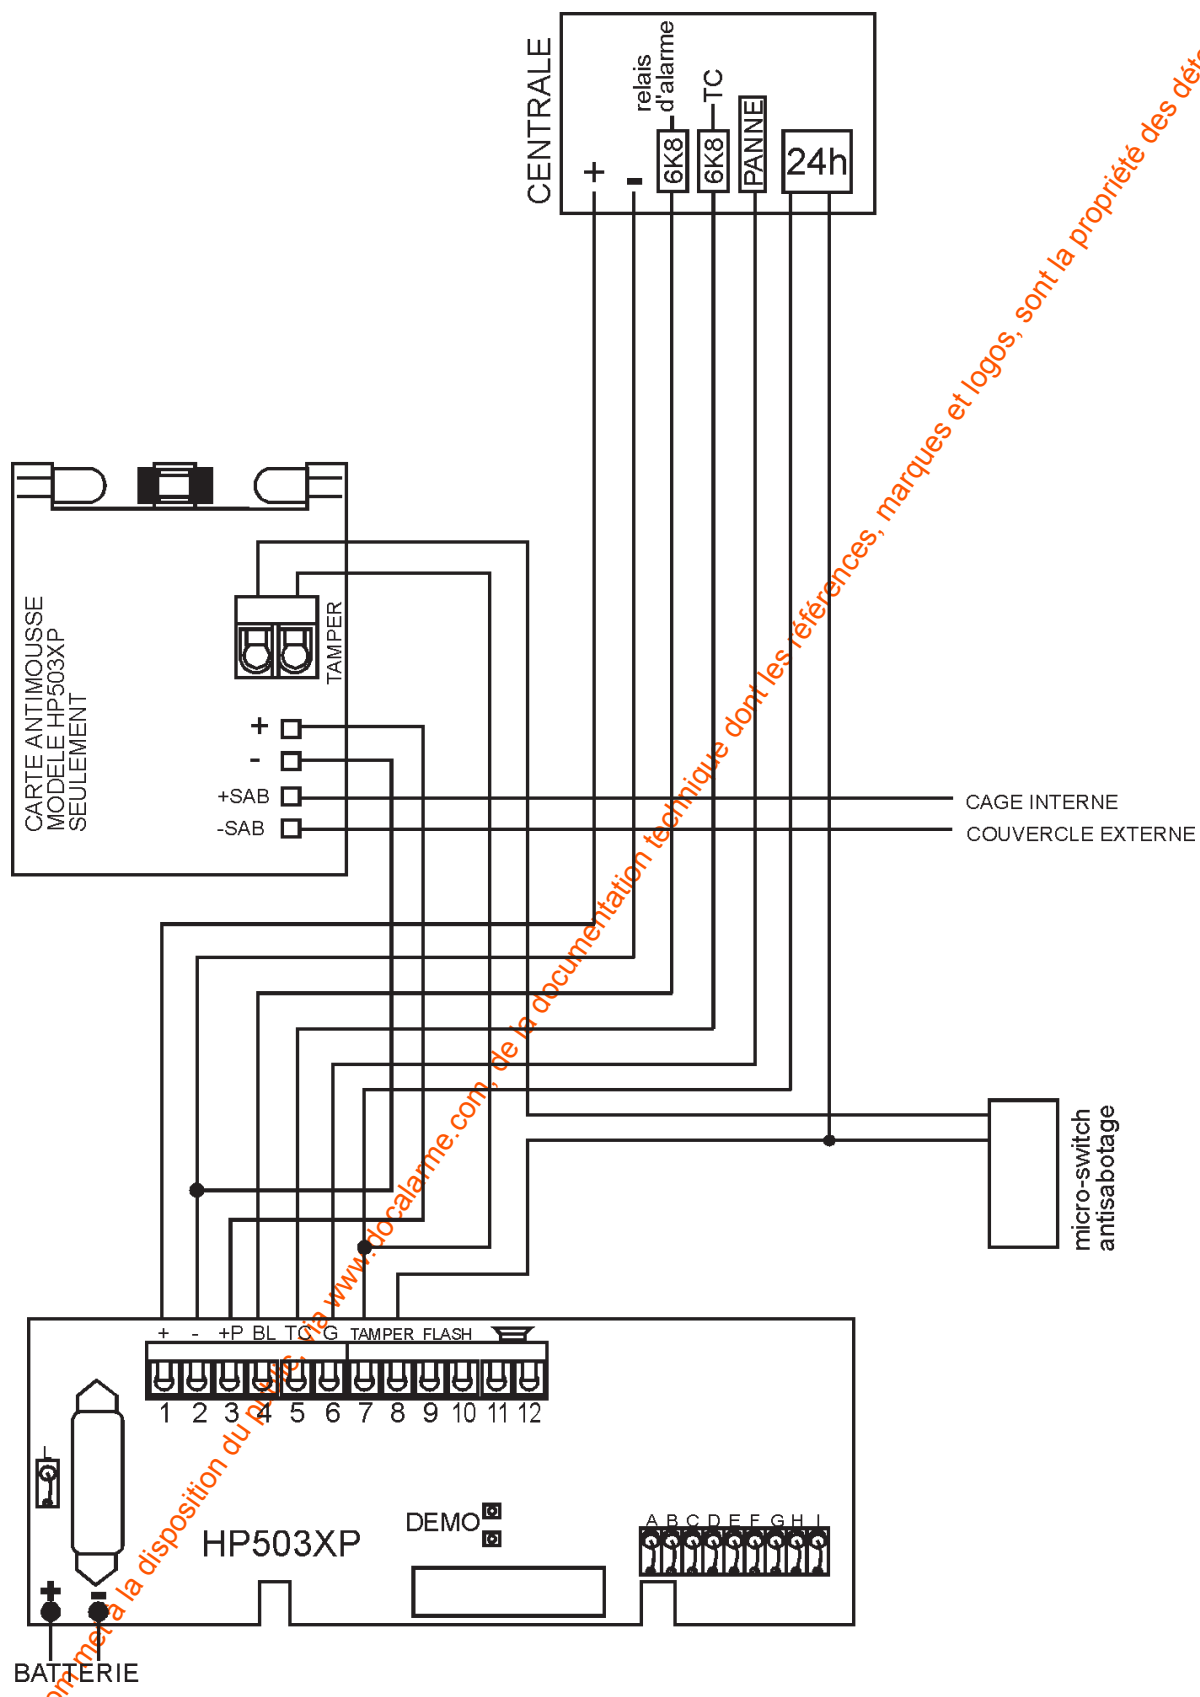 CENTRALE
relais
d'alarme
TC
+
-
6K8
6K8
PANNE
24h
CARTE ANTIMOUSSE
MODELE HP503XP
SEULEMENT
TAMPER
+
-
+SAB
-SAB
CAGE INTERNE
COUVERCLE EXTERNE
micro-switch
antisabotage
+ - +P BL TC G TAMPER FLASH
1 2 3 4 5 6 7 8 9 10 11 12
L
DEMO
HP503XP
A B C D E F G H I
+ -
BATTERIE
met à la disposition du public, via www.docalarme.com, de la documentation technique dont les références, marques et logos, sont la propriété des